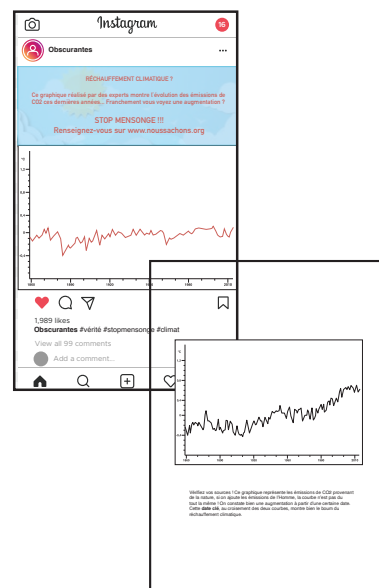 Instagram
16
Obscurantes
RÉCHAUFFEMENT CLIMATIQUE ?
Ce graphique réalisé par des experts montre l'évolution des émissions de
CO2 ces dernières années... Franchement vous voyez une augmentation ?
STOP MENSONGE !!!
Renseignez-vous sur www.noussachons.org
1,989 likes
Obscurantes #vérité #stopmensonge #climat
View all 99 comments
Add a comment...
Vérifiez vos sources ! Ce graphique représente les émissions de CO2 provenant
de la nature, si on ajoute les émissions de l'Homme, la courbe n'est pas du
tout la même ! On constate bien une augmentation à partir d'une certaine date.
Cette date clé, au croisement des deux courbes, montre bien le boum du
réchauffement climatique.